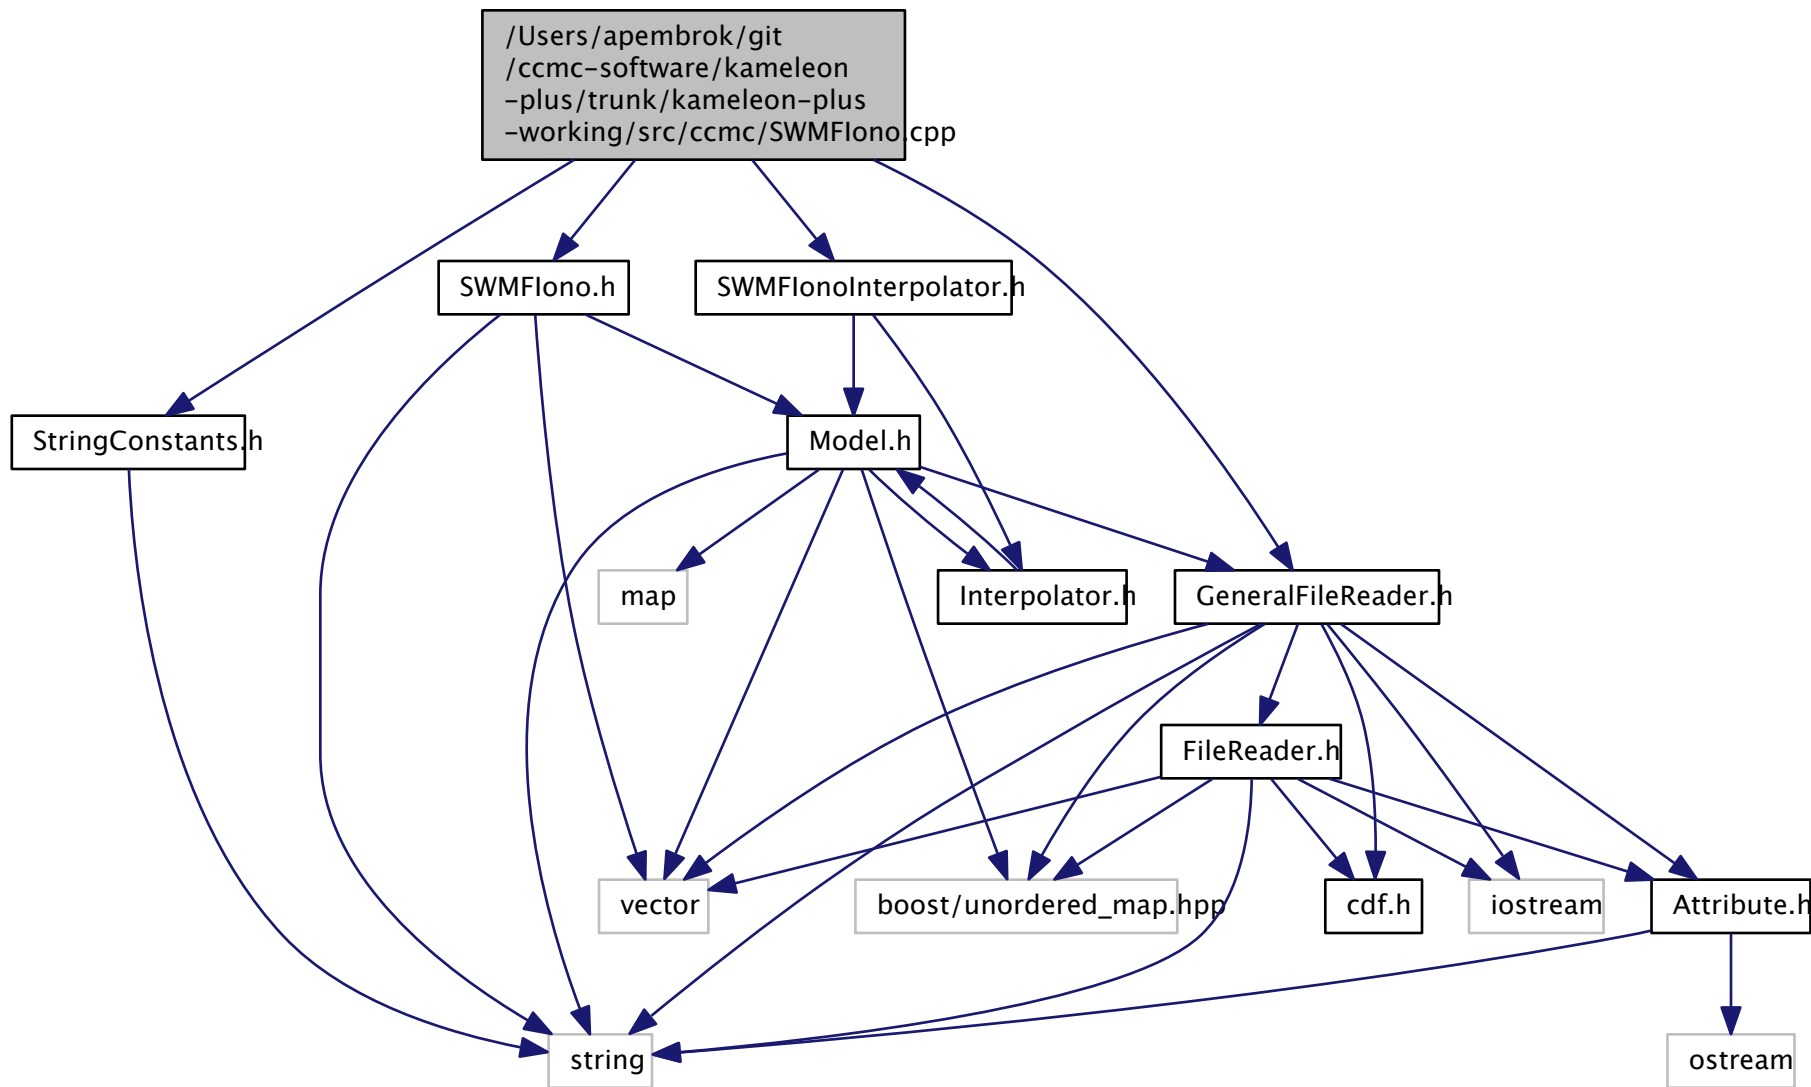 /Users/apembrok/git
/ccmc-software/kameleon
-plus/trunk/kameleon-plus
-working/src/ccmc/SWMFIono.cpp
SWMFIono.h
SWMFIonoInterpolator.h
StringConstants.h
Model.h
map
Interpolator.h
GeneralFileReader.h
FileReader.h
vector
boost/unordered_map.hpp
cdf.h
iostream
Attribute.h
string
ostream